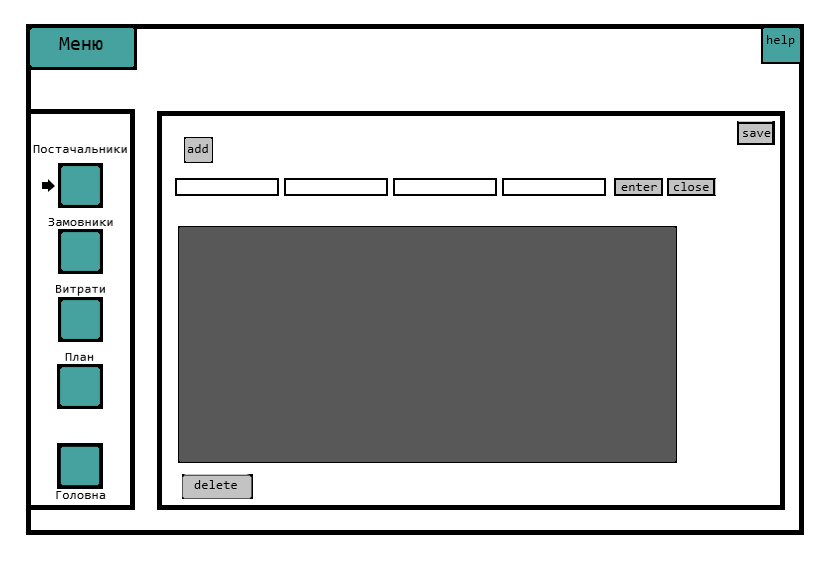 Меню
help
Постачальники
Замовники
Витрати
План
Головна
save
add
enter
close
delete